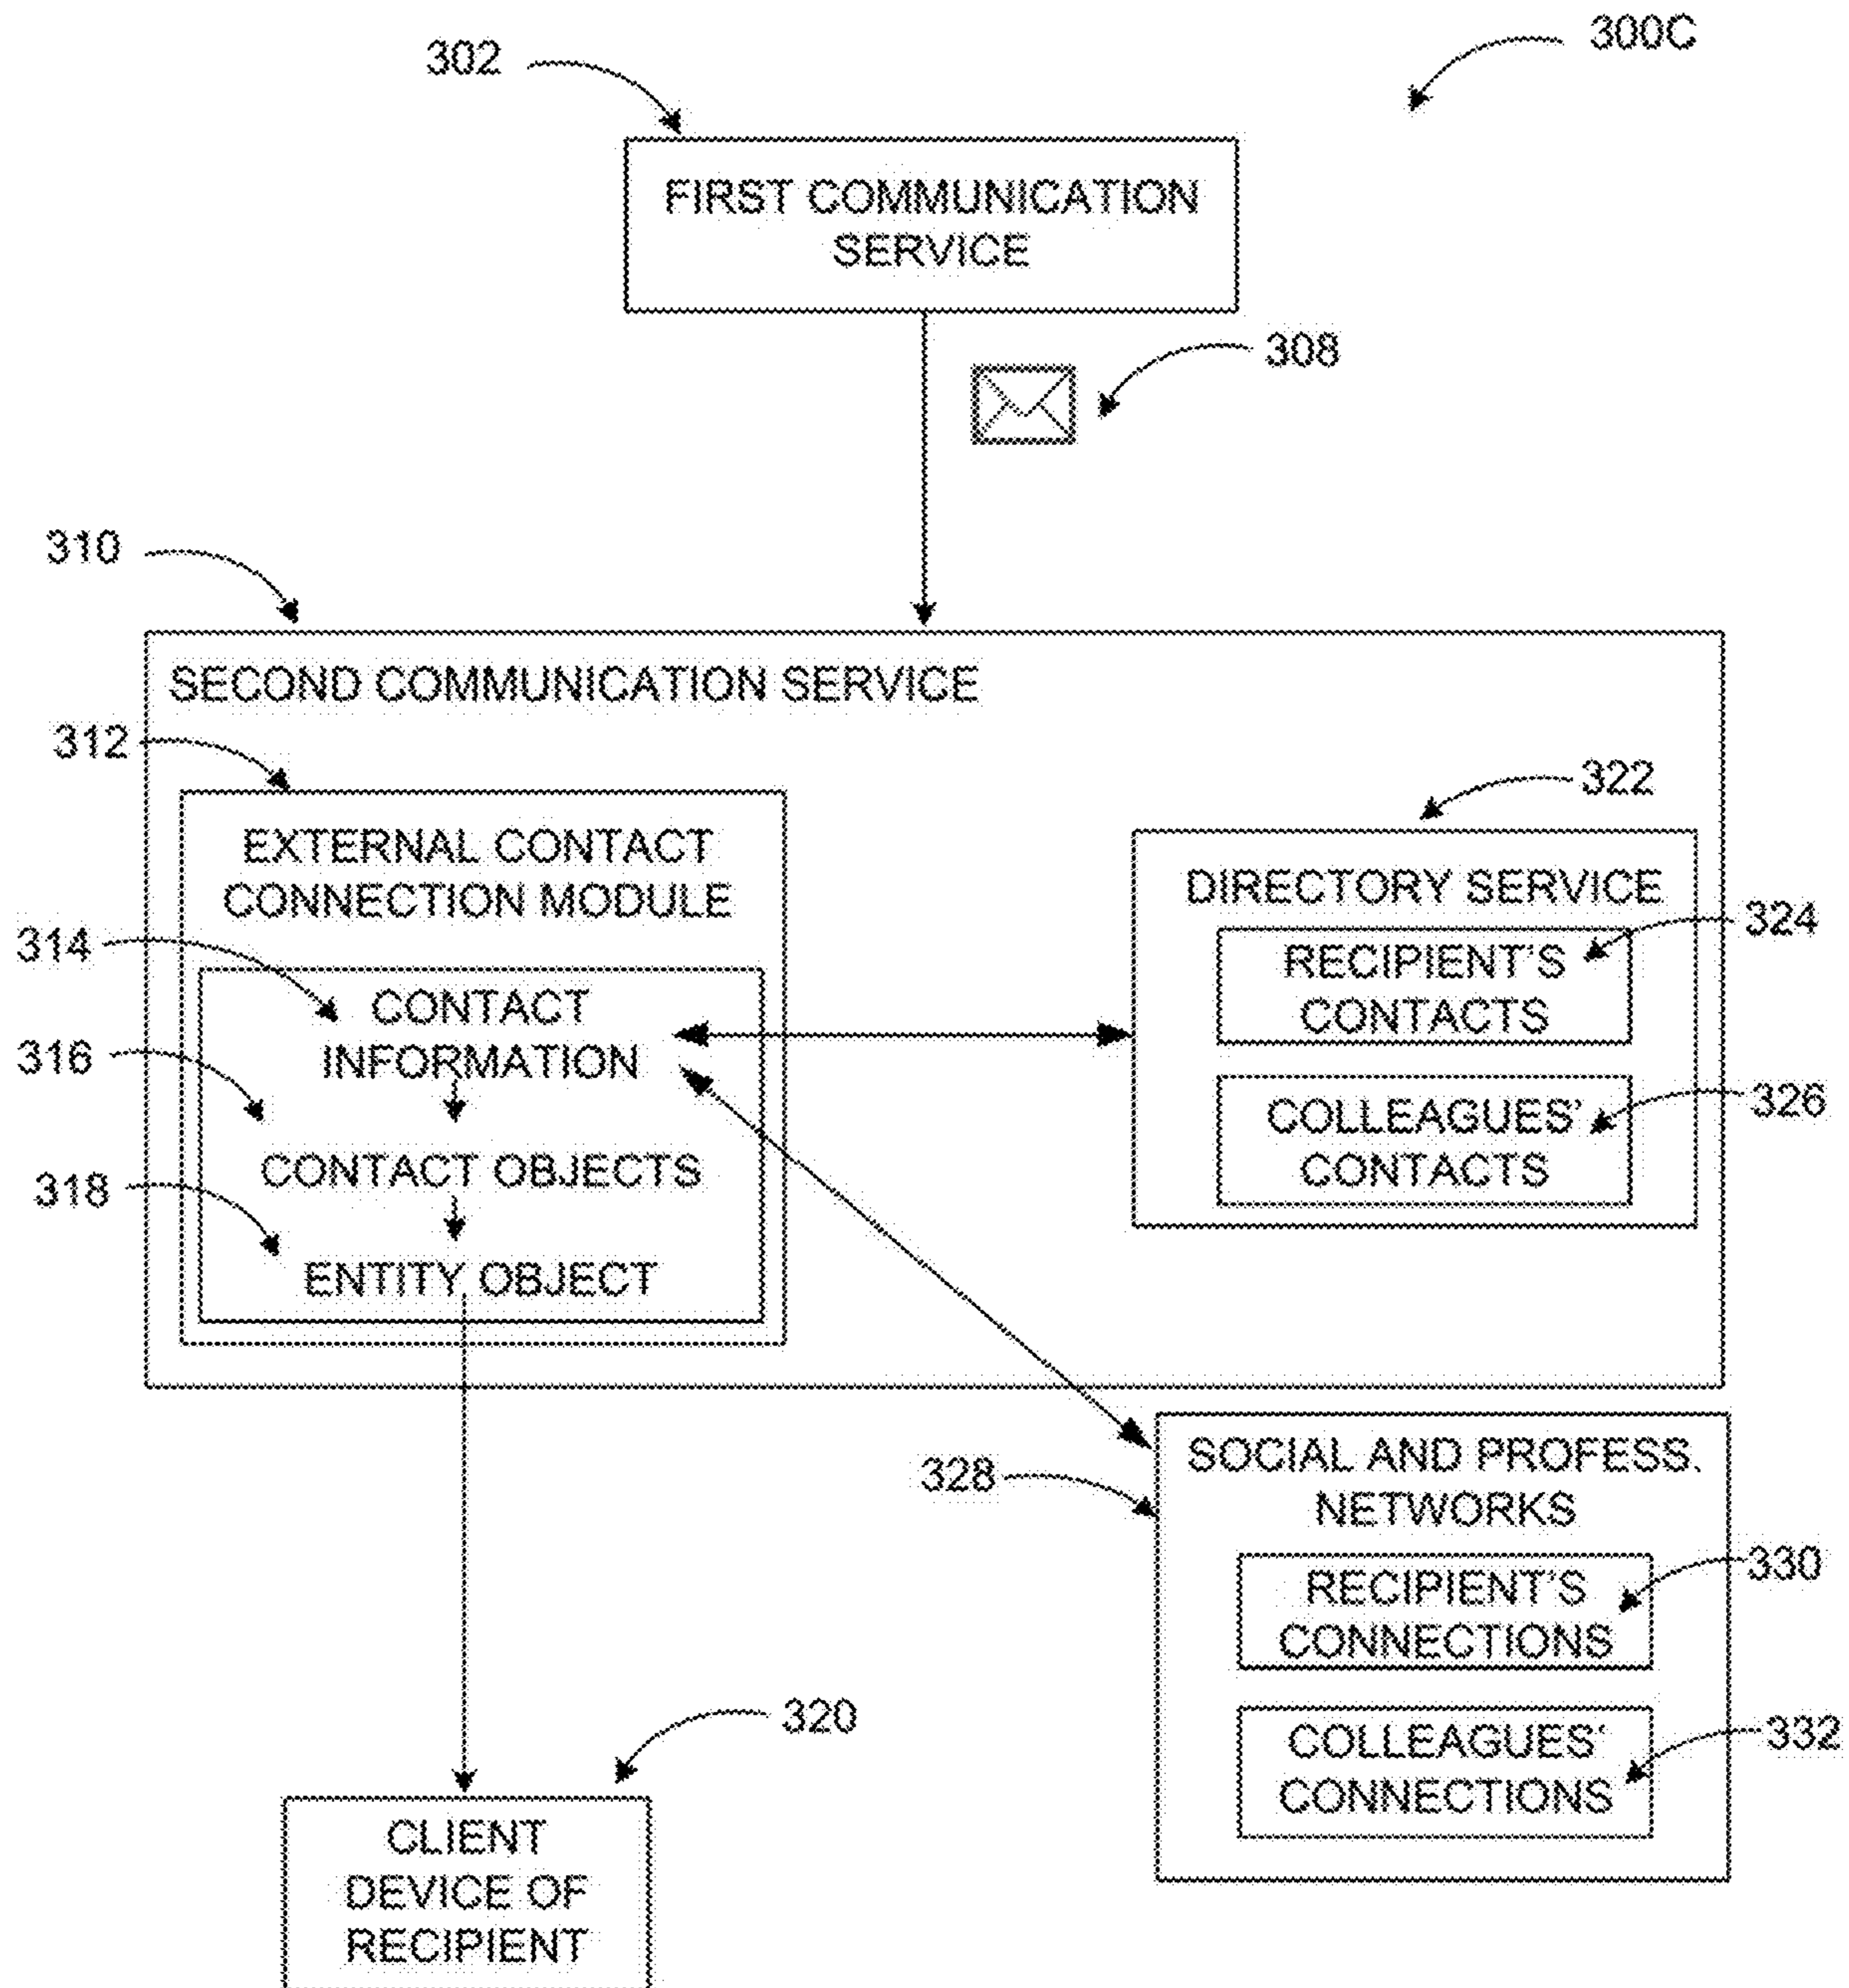 300C
302
FIRST COMMUNICATION
SERVICE
308
310
SECOND COMMUNICATION SERVICE
312
EXTERNAL CONTACT
CONNECTION MODULE
314
CONTACT
INFORMATION
316
CONTACT OBJECTS
318
ENTITY OBJECT
322
DIRECTORY SERVICE
324
RECIPIENT'S
CONTACTS
326
COLLEAGUES'
CONTACTS
328
SOCIAL AND PROFESS.
NETWORKS
330
RECIPIENT'S
CONNECTIONS
332
COLLEAGUES'
CONNECTIONS
320
CLIENT
DEVICE OF
RECIPIENT